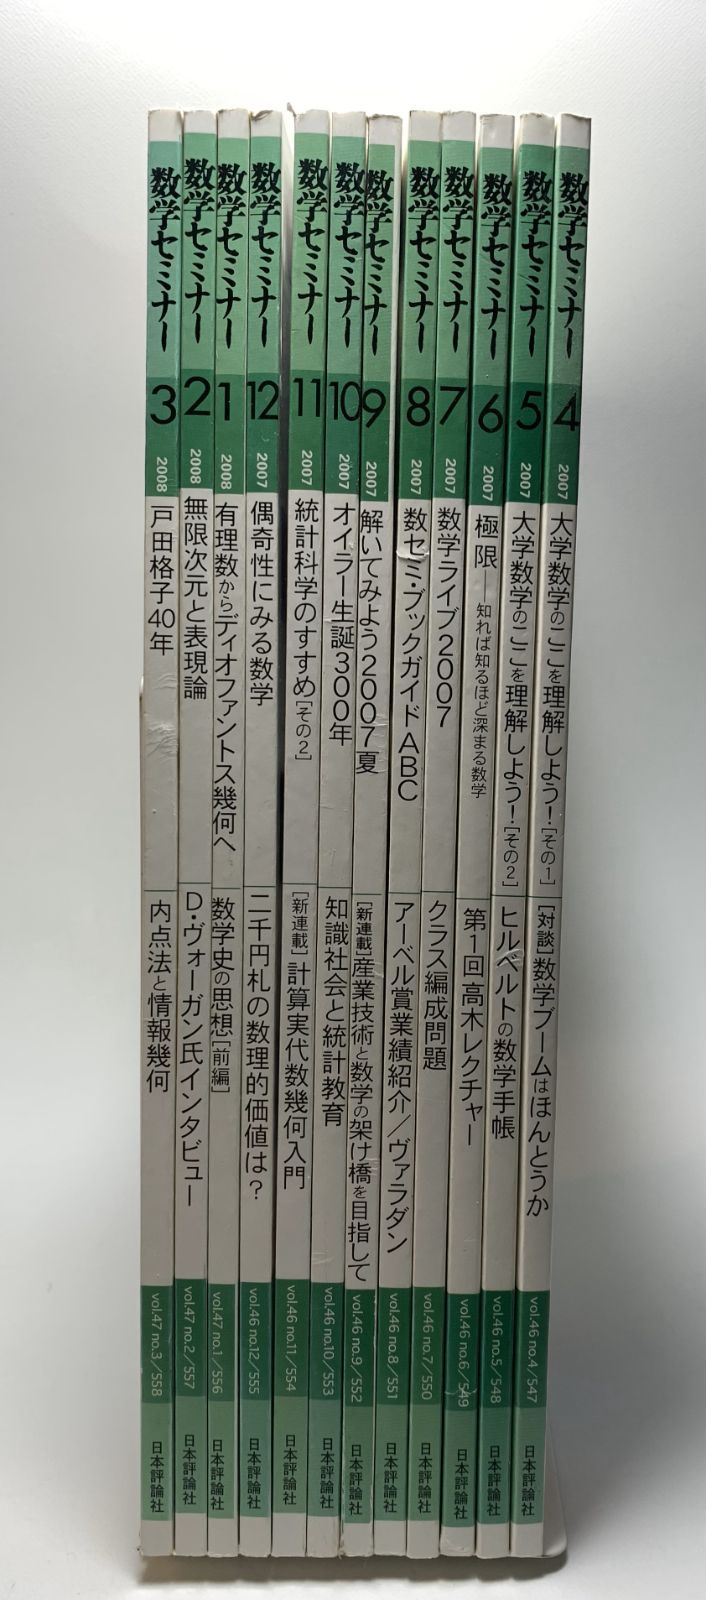 数学セミナー
3
2008
戸田格子40年
内点法と情報幾何
vol.47 no.3/558
日本評論社
数学セミナー
2
2008
無限次元と表現論
D・ヴォーガン氏インタビュー
vol.47 no.2/557
日本評論社
数学セミナー
1
2008
有理数からディオファントス幾何へ
数学史の思想[前編]
vol.47 no.1/556
日本評論社
数学セミナー
12
2007
偶奇性にみる数学
二千円札の数理的価値は?
vol.46 no.12/555
日本評論社
数学セミナー
11
2007
統計科学のすすめ[その2]
[新連載]計算実代数幾何入門
vol.46 no.11/554
日本評論社
数学セミナー
10
2007
オイラー生誕300年
知識社会と統計教育
vol.46 no.10/553
日本評論社
数学セミナー
9
2007
解いてみよう2007夏
[新連載]産業技術と数学の架け橋を目指して
vol.46 no.9/552
日本評論社
数学セミナー
8
2007
数セミ・ブックガイドABC
アーベル賞業績紹介/ヴァラダン
vol.46 no.8/551
日本評論社
数学セミナー
7
2007
数学ライブ2007
クラス編成問題
vol.46 no.7/550
日本評論社
数学セミナー
6
2007
極限――知れば知るほど深まる数学
第1回高木レクチャー
vol.46 no.6/549
日本評論社
数学セミナー
5
2007
大学数学のここを理解しよう![その2]
ヒルベルトの数学手帳
vol.46 no.5/548
日本評論社
数学セミナー
4
2007
大学数学のここを理解しよう![その1]
[対談]数学ブームはほんとうか
vol.46 no.4/547
日本評論社